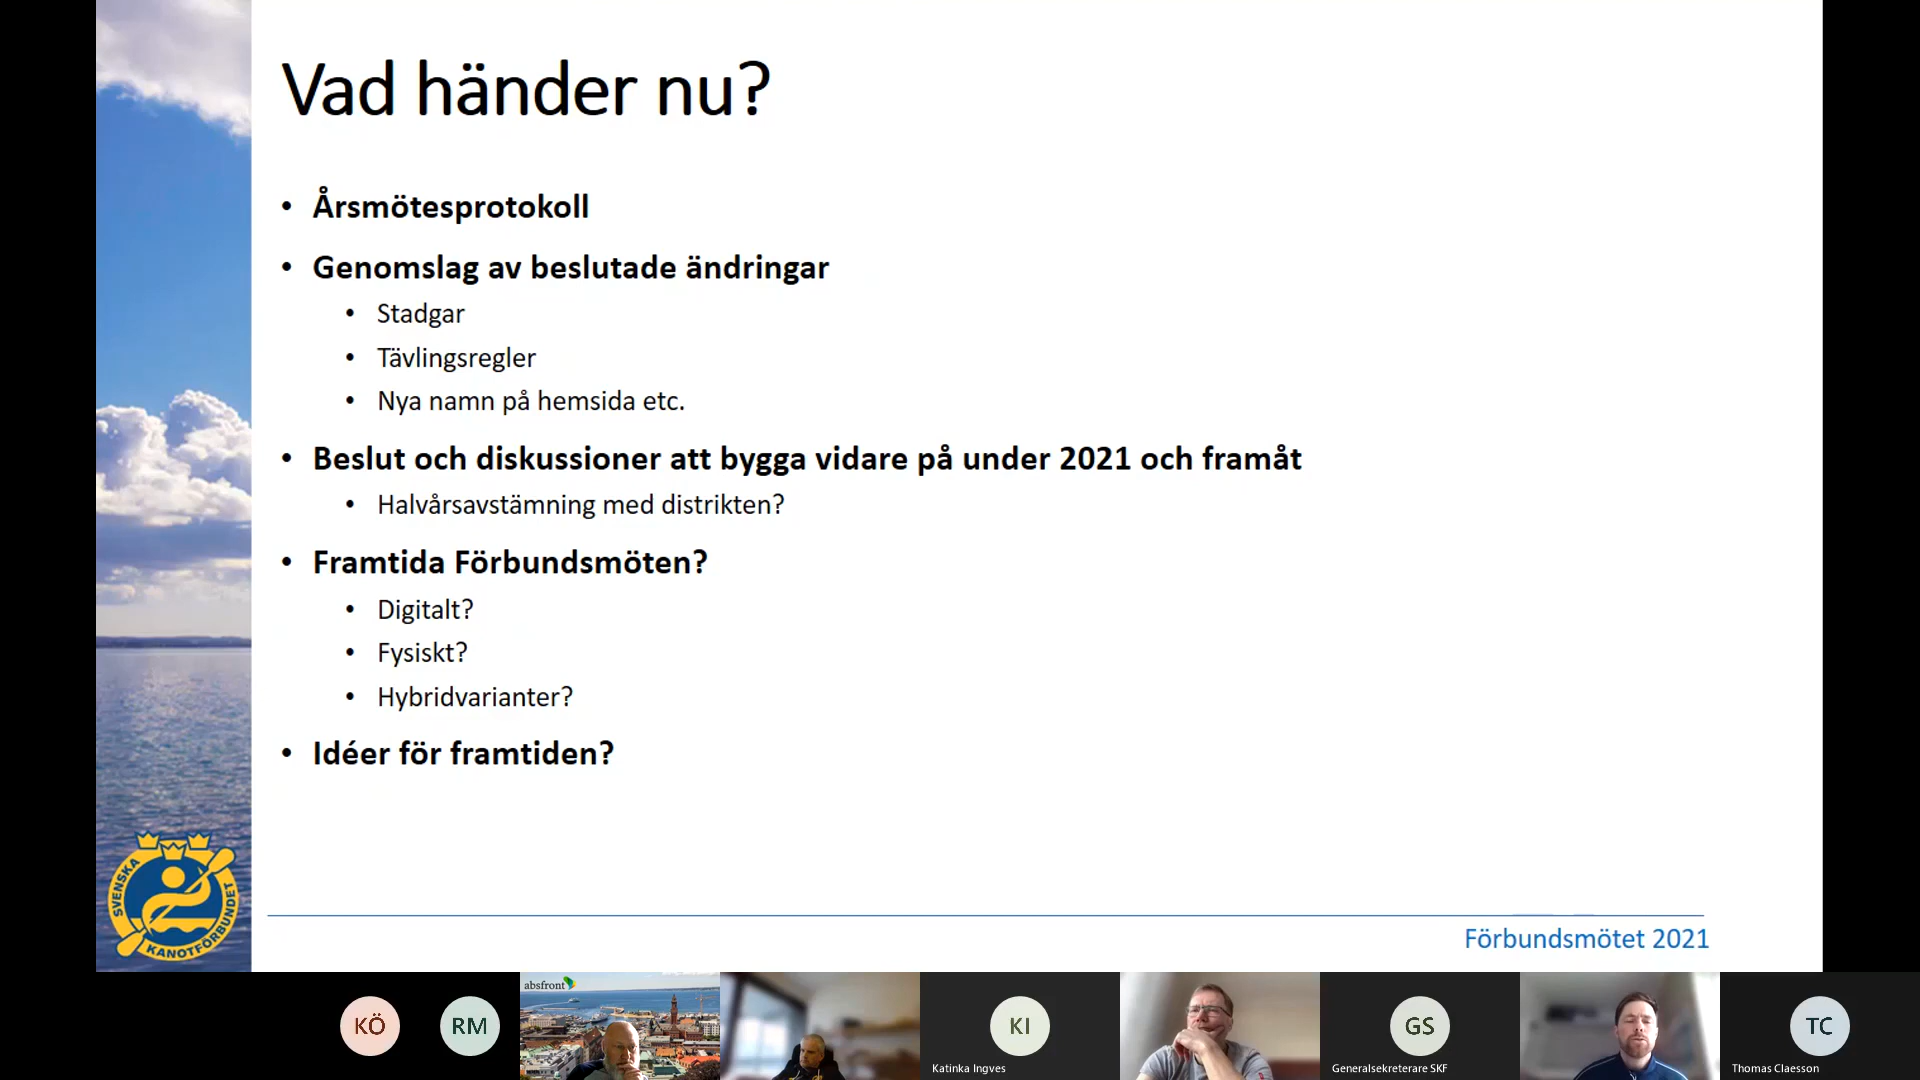 Vad händer nu?
• Årsmötesprotokoll
• Genomslag av beslutade ändringar
• Stadgar
• Tävlingsregler
• Nya namn på hemsida etc.
• Beslut och diskussioner att bygga vidare på under 2021 och framåt
• Halvårsavstämning med distrikten?
• Framtida Förbundsmöten?
• Digitalt?
• Fysiskt?
• Hybridvarianter?
• Idéer för framtiden?
SVENSKA
KANOTFÖRBUNDET
Förbundsmötet 2021
KÖ
RM
absfront
KI
Katinka Ingves
GS
Generalsekreterare SKF
TC
Thomas Claesson